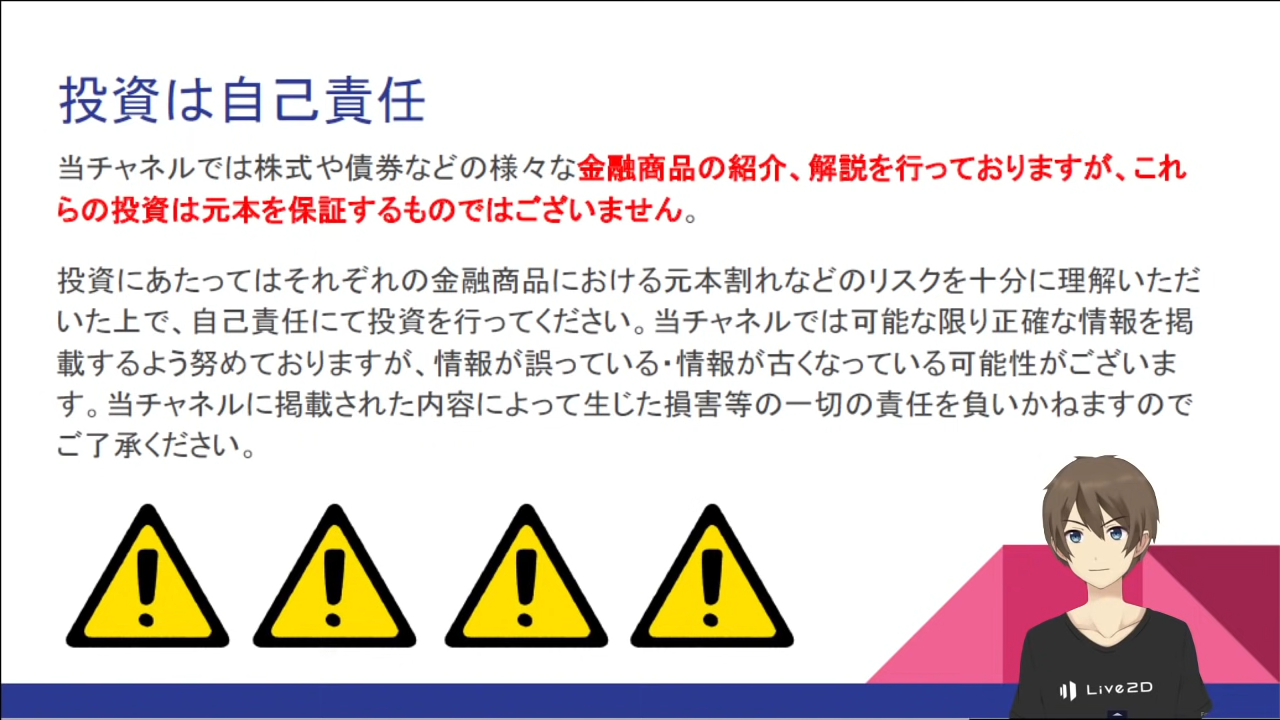 投資は自己責任
当チャネルでは株式や債券などの様々な金融商品の紹介、解説を行っておりますが、これ
らの投資は元本を保証するものではございません。
投資にあたってはそれぞれの金融商品における元本割れなどのリスクを十分に理解いただ
いた上で、自己責任にて投資を行ってください。当チャネルでは可能な限り正確な情報を掲
載するよう努めておりますが、情報が誤っている・情報が古くなっている可能性がございま
す。当チャネルに掲載された内容によって生じた損害等の一切の責任を負いかねますので
ご了承ください。
Live2D